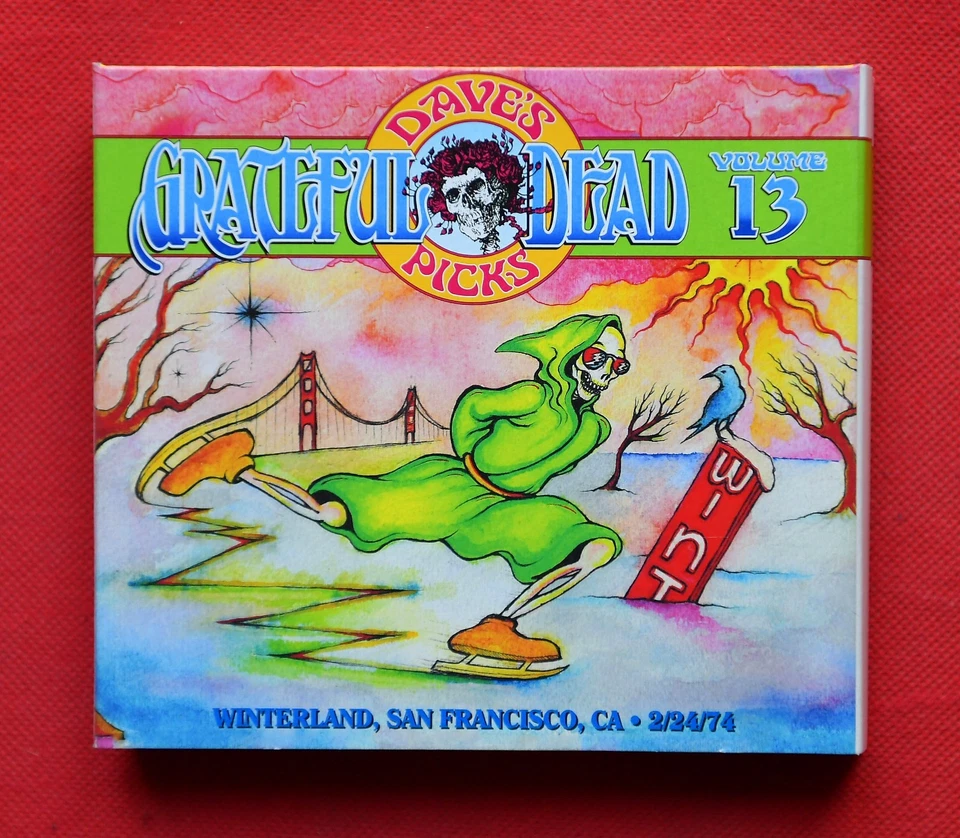 DAVE'S
GRATEFUL DEAD
VOLUME
13
PICKS
WINT
WINTERLAND, SAN FRANCISCO, CA • 2/24/74